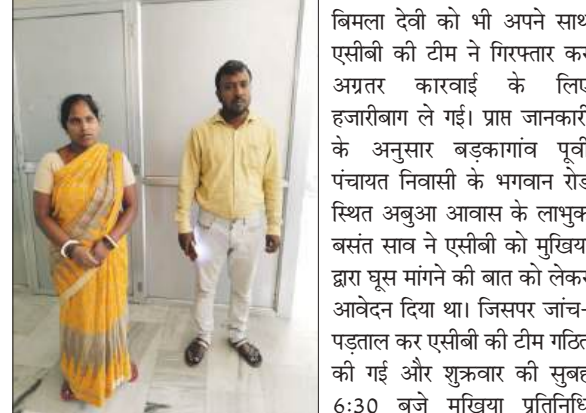 बिमला देवी को भी अपने साथ
एसीबी की टीम ने गिरफ्तार कर
अग्रतर कारवाई के लिए
हजारीबाग ले गई। प्राप्त जानकारी
के अनुसार बड़कागांव पूर्वी
पंचायत निवासी के भगवान रोड
स्थित अबुआ आवास के लाभुक
बसंत साव ने एसीबी को मुखिया
द्वारा घूस मांगने की बात को लेकर
आवेदन दिया था। जिसपर जांच-
पड़ताल कर एसीबी की टीम गठित
की गई और शुक्रवार की सुबह
6:30 बजे मुखिया प्रतिनिधि